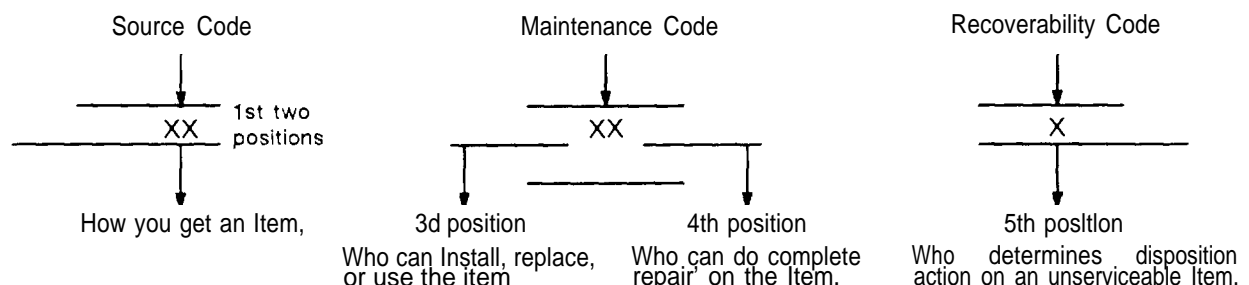 Source Code
Maintenance Code
Recoverability Code
1st two
positions
XX
XX
X
How you get an Item,
3d position
4th position
5th posltlon
Who can Install, replace,
or use the item
Who can do complete
repair' on the Item.
Who determines disposition
action on an unserviceable Item.